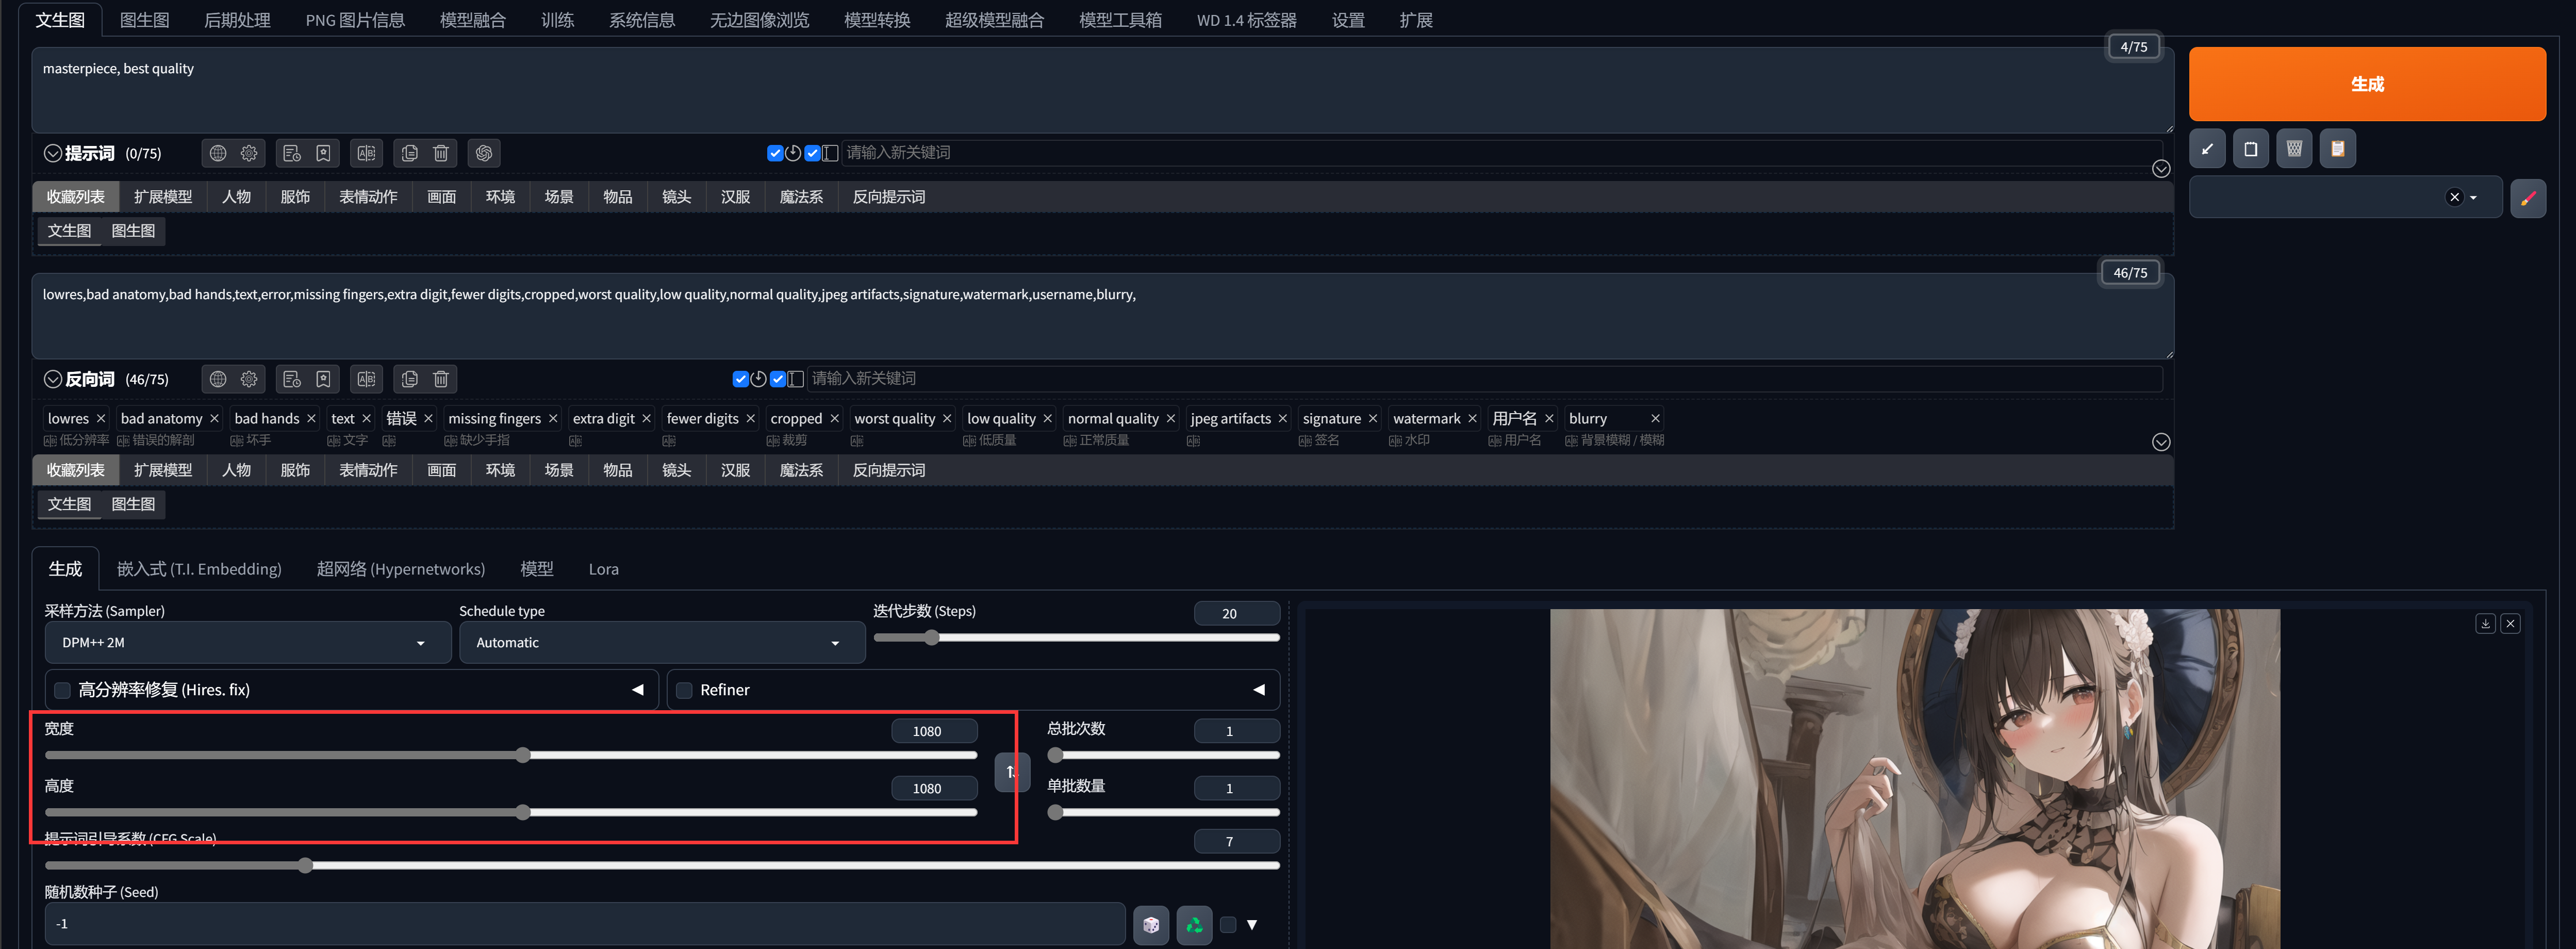 文生图 图生图 后期处理 PNG 图片信息 模型融合 训练 系统信息 无边图像浏览 模型转换 超级模型融合 模型工具箱 WD 1.4 标签器 设置 扩展
4/75
masterpiece, best quality
生成
提示词 (0/75) 请输入新关键词
收藏列表 扩展模型 人物 服饰 表情动作 画面 环境 场景 物品 镜头 汉服 魔法系 反向提示词
文生图 图生图
46/75
lowres,bad anatomy,bad hands,text,error,missing fingers,extra digit,fewer digits,cropped,worst quality,low quality,normal quality,jpeg artifacts,signature,watermark,username,blurry,
反向词 (46/75) 请输入新关键词
lowres bad anatomy bad hands text 错误 missing fingers extra digit fewer digits cropped worst quality low quality normal quality jpeg artifacts signature watermark 用户名 blurry
低分辨率 错误的解剖 坏手 文字 缺少手指 裁剪 低质量 正常质量 签名 水印 用户名 背景模糊 / 模糊
收藏列表 扩展模型 人物 服饰 表情动作 画面 环境 场景 物品 镜头 汉服 魔法系 反向提示词
文生图 图生图
生成 嵌入式 (T.I. Embedding) 超网络 (Hypernetworks) 模型 Lora
采样方法 (Sampler) Schedule type 迭代步数 (Steps) 20
DPM++ 2M Automatic
高分辨率修复 (Hires. fix) Refiner
宽度 1080 总批次数 1
高度 1080 单批数量 1
提示词引导系数 (CFG Scale) 7
随机数种子 (Seed)
-1